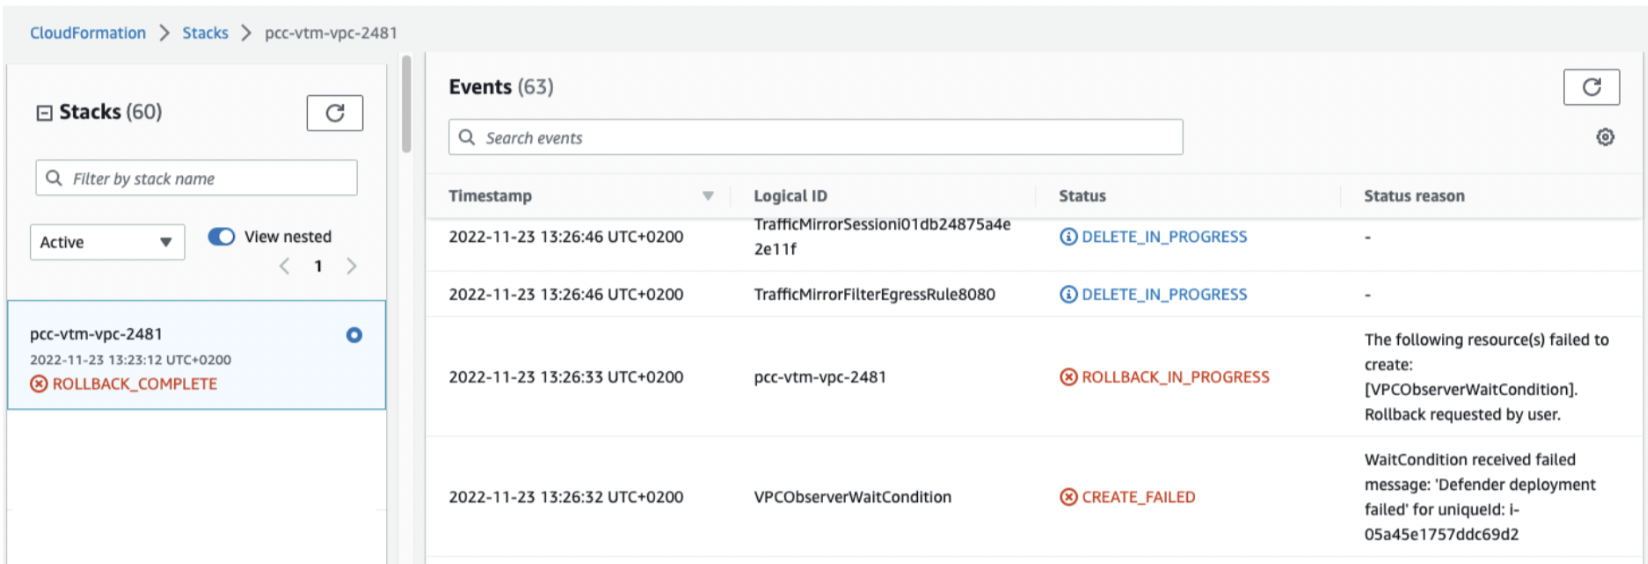 CloudFormation > Stacks > pcc-vtm-vpc-2481
Stacks (60)
Filter by stack name
Active
View nested
< 1 >
pcc-vtm-vpc-2481
2022-11-23 13:23:12 UTC+0200
ROLLBACK_COMPLETE
Events (63)
Search events
Timestamp Logical ID Status Status reason
2022-11-23 13:26:46 UTC+0200 TrafficMirrorSessioni01db24875a4e DELETE_IN_PROGRESS -
2e11f
2022-11-23 13:26:46 UTC+0200 TrafficMirrorFilterEgressRule8080 DELETE_IN_PROGRESS -
2022-11-23 13:26:33 UTC+0200 pcc-vtm-vpc-2481 ROLLBACK_IN_PROGRESS
The following resource(s) failed to
create:
[VPCObserverWaitCondition].
Rollback requested by user.
2022-11-23 13:26:32 UTC+0200 VPCObserverWaitCondition CREATE_FAILED
WaitCondition received failed
message: 'Defender deployment
failed' for uniqueId: i-
05a45e1757ddc69d2